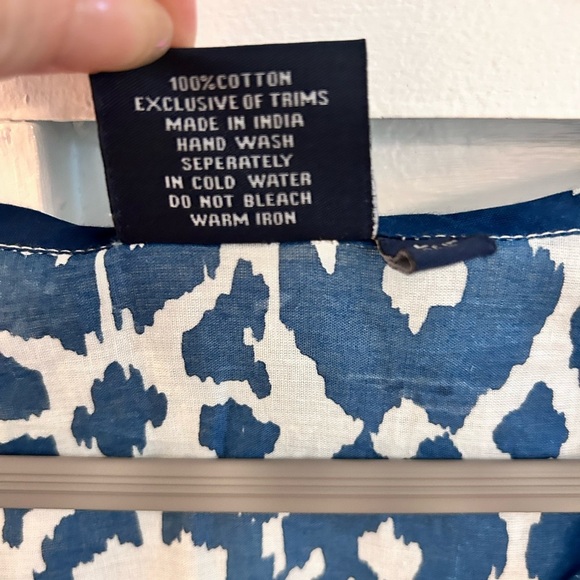 100%COTTON
EXCLUSIVE OF TRIMS
MADE IN INDIA
HAND WASH
SEPERATELY
IN COLD WATER
DO NOT BLEACH
WARM IRON